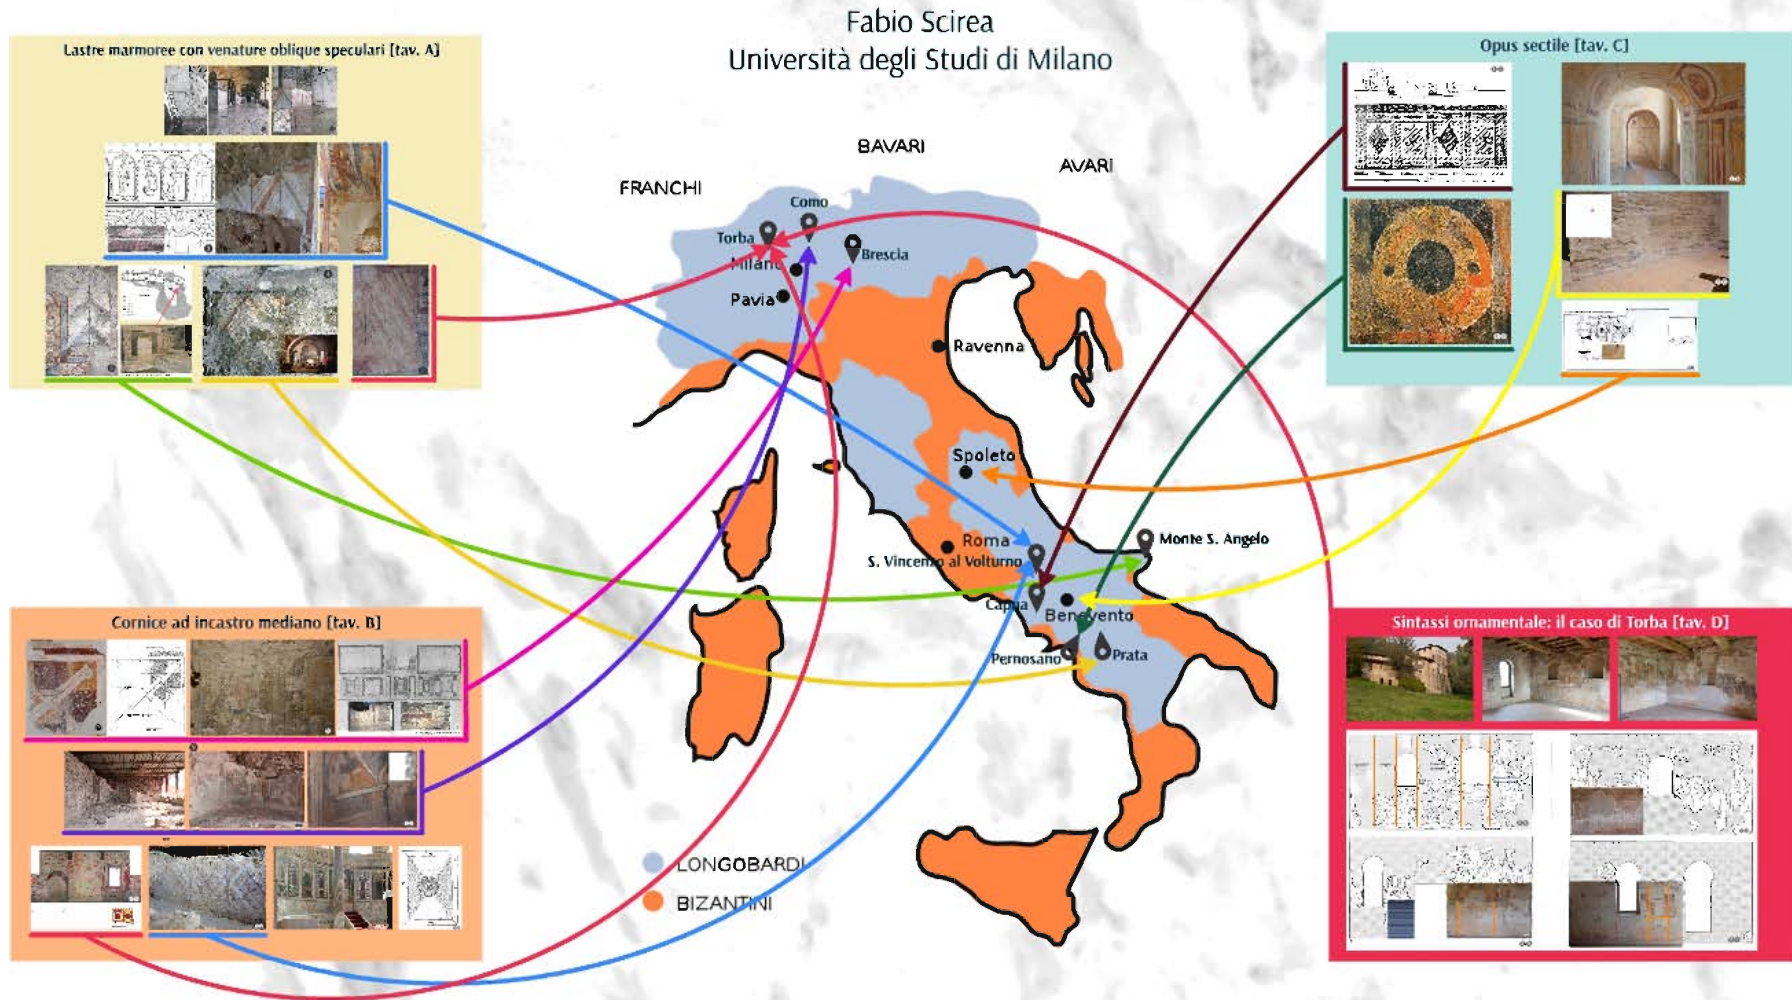 Fabio Scirea
Università degli Studi di Milano
Lastre marmoree con venature oblique speculari [tav. A]
Opus sectile [tav. C]
BAVARI
AVARI
FRANCHI
Como
Torba
Brescia
Milano
Pavia
Ravenna
Spoleto
Roma
Monte S. Angelo
S. Vincenzo al Volturno
Capua
Benevento
Pernosano
Prata
Cornice ad incastro mediano [tav. B]
Sintassi ornamentale: il caso di Torba [tav. D]
LONGOBARDI
BIZANTINI